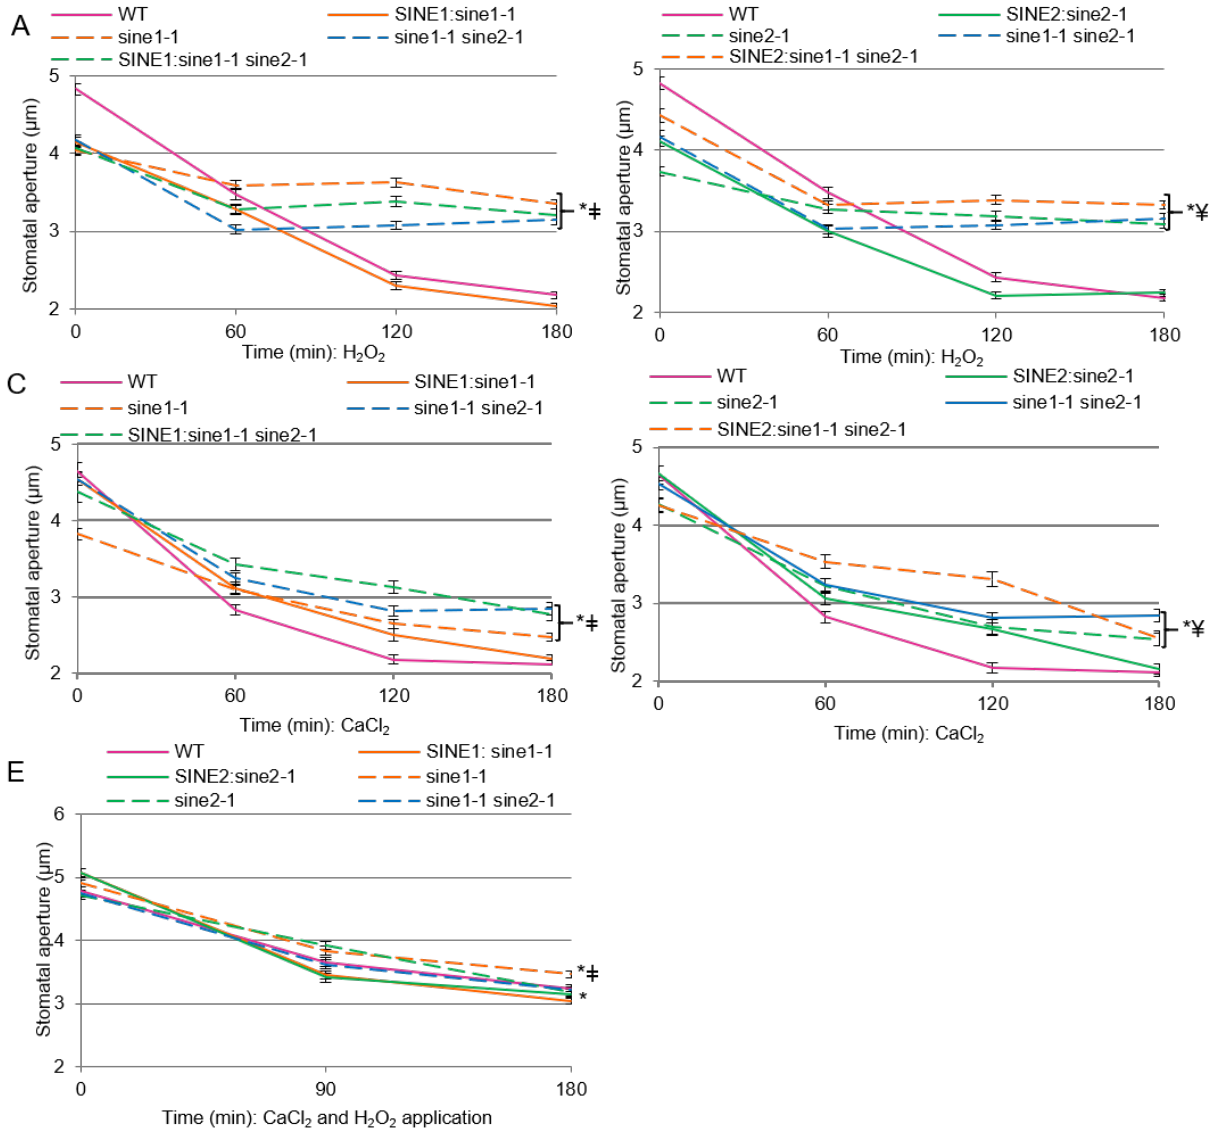 A
WT SINE1:sine1-1
sine1-1 sine1-1 sine2-1
SINE1:sine1-1 sine2-1
Stomatal aperture (µm)
5
4
3
2
*ǂ
0 60 120 180
Time (min): H₂O₂
WT SINE2:sine2-1
sine2-1 sine1-1 sine2-1
SINE2:sine1-1 sine2-1
Stomatal aperture (µm)
5
4
3
2
*¥
0 60 120 180
Time (min): H₂O₂
C
WT SINE1:sine1-1
sine1-1 sine1-1 sine2-1
SINE1:sine1-1 sine2-1
Stomatal aperture (µm)
5
4
3
2
*ǂ
0 60 120 180
Time (min): CaCl₂
WT SINE2:sine2-1
sine2-1 sine1-1 sine2-1
SINE2:sine1-1 sine2-1
Stomatal aperture (µm)
5
4
3
2
*¥
0 60 120 180
Time (min): CaCl₂
E
WT SINE1: sine1-1
SINE2:sine2-1 sine1-1
sine2-1 sine1-1 sine2-1
Stomatal aperture (µm)
6
5
4
3
2
*ǂ
*
0 90 180
Time (min): CaCl₂ and H₂O₂ application